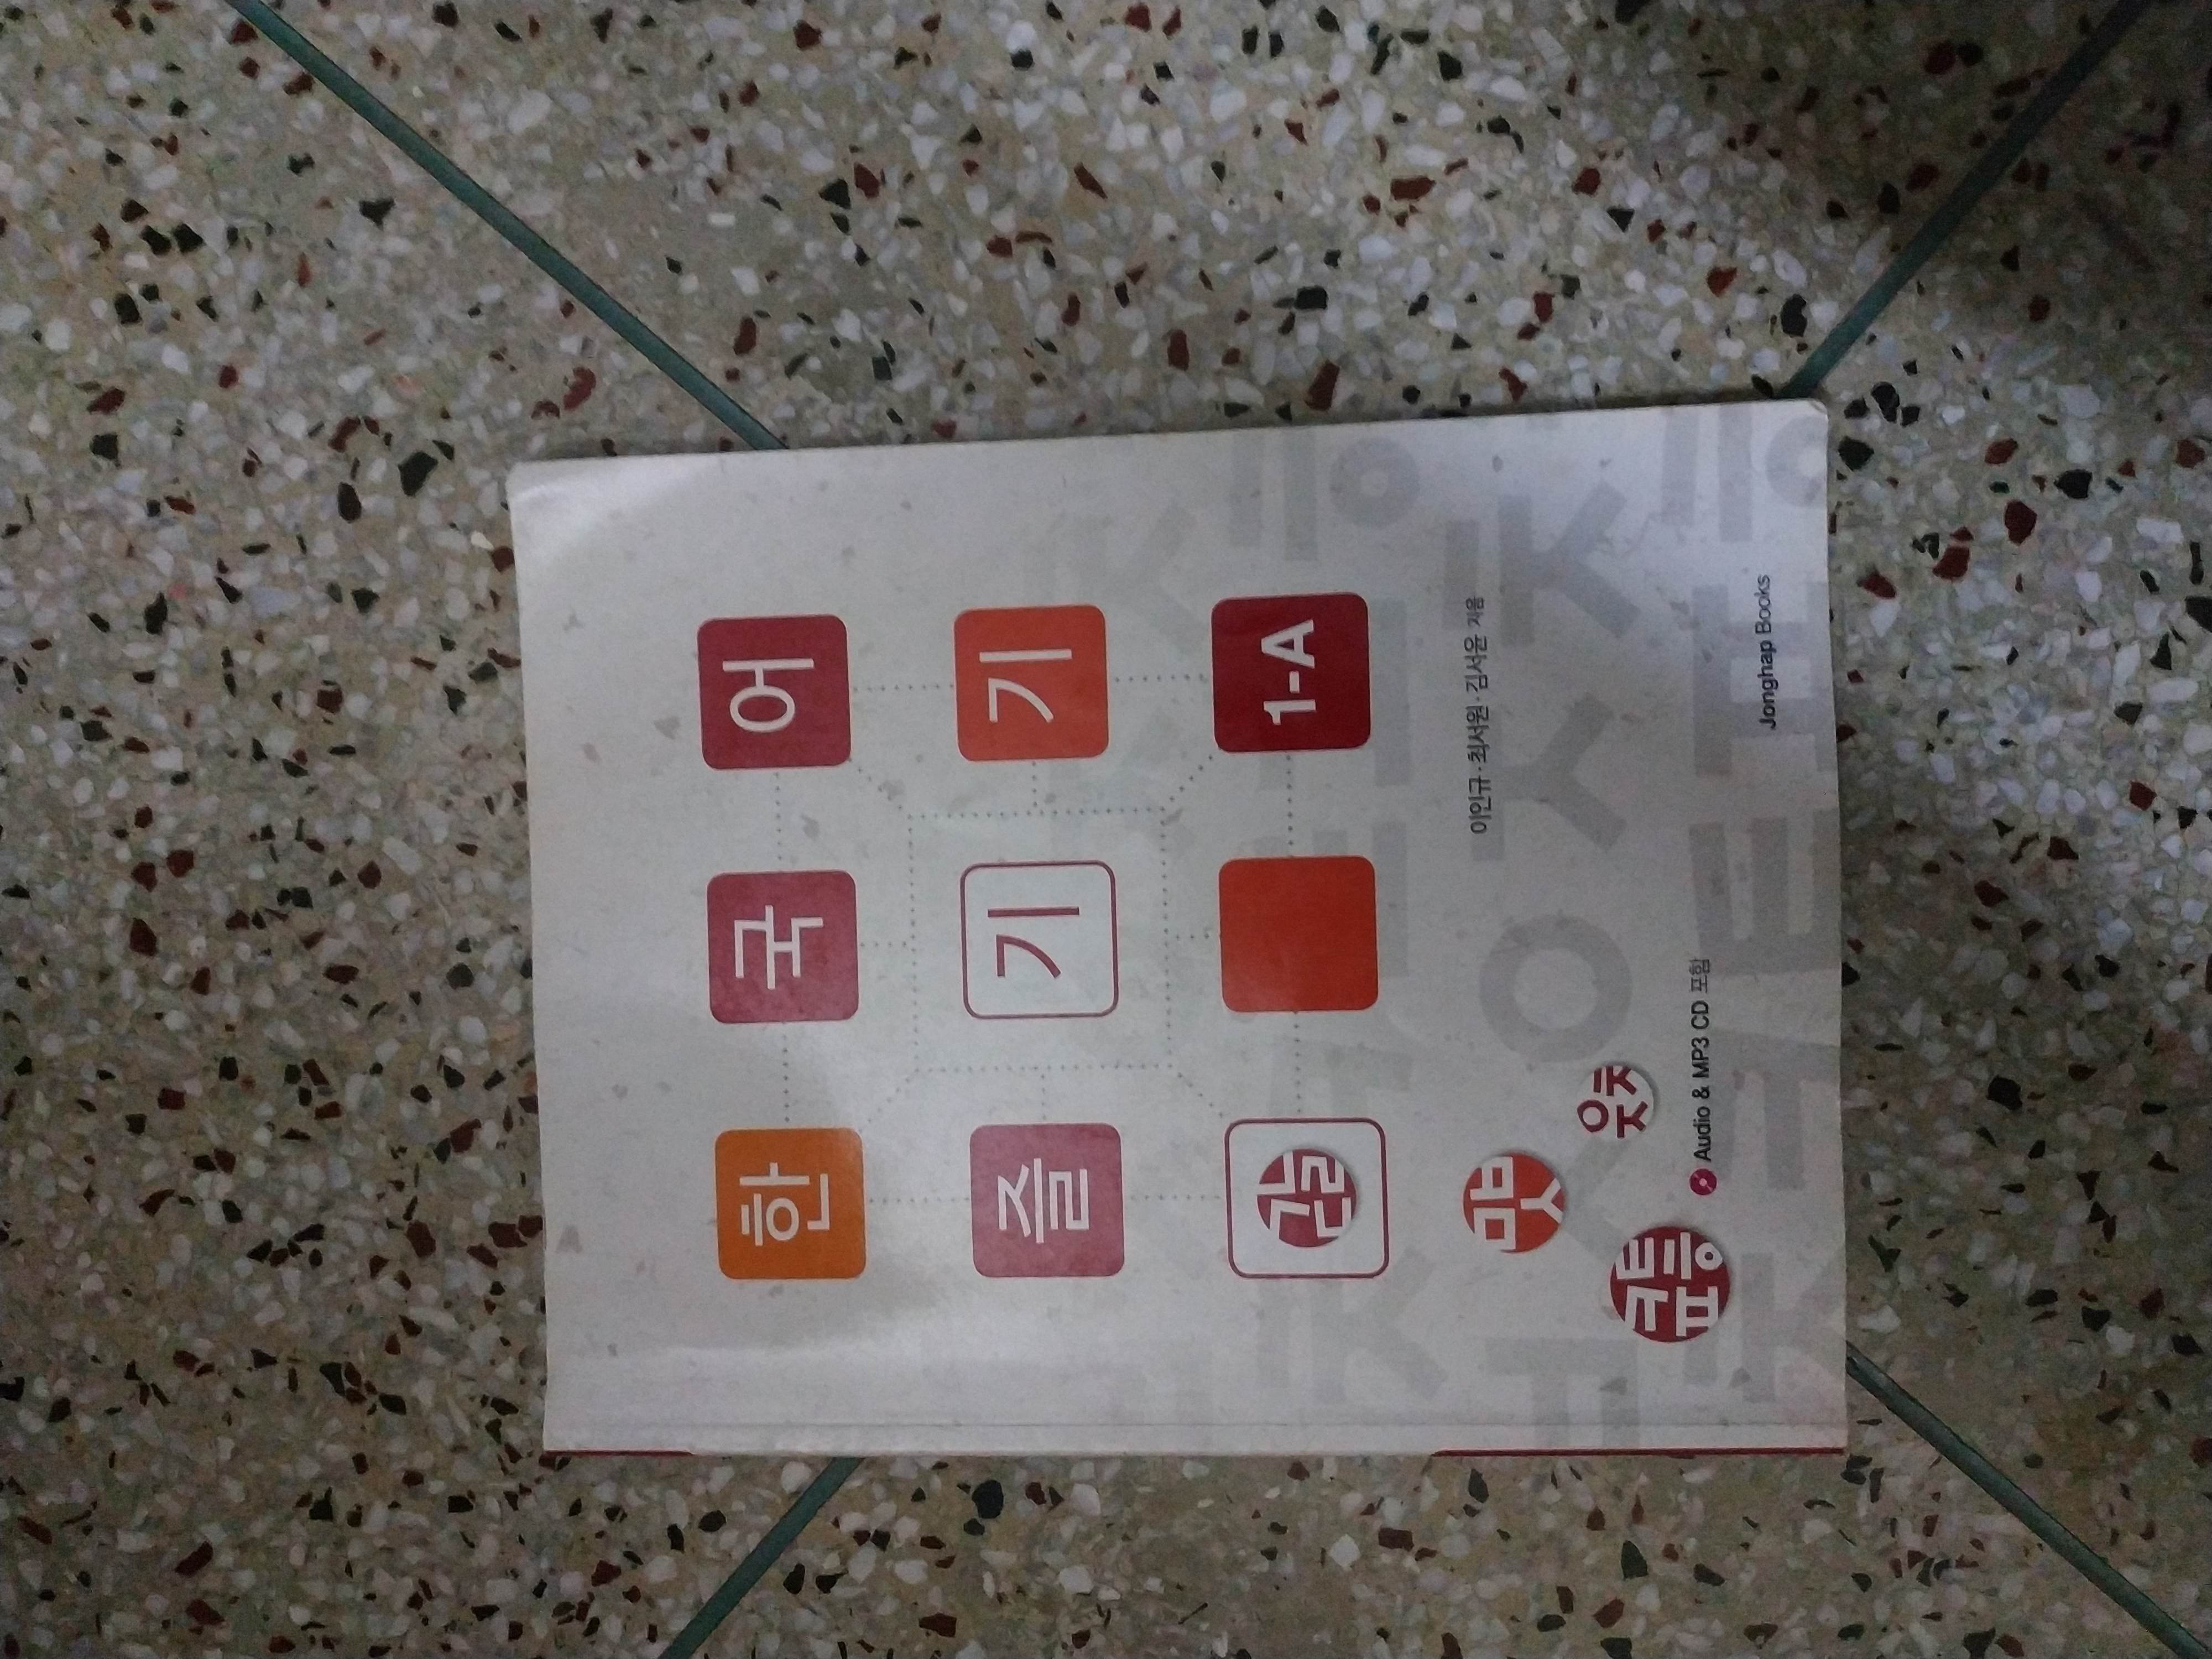 한 국 어
즐 기 기
1-A
이인규·최서원·김서윤 지음
Audio & MP3 CD 포함
Jonghap Books